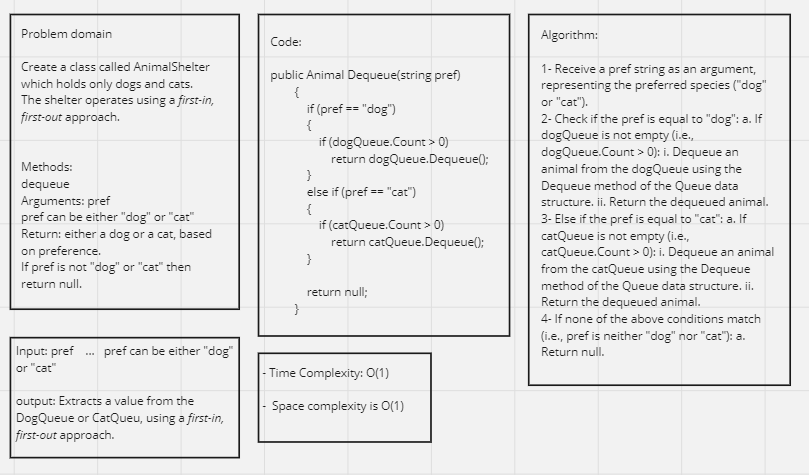 Problem domain
Create a class called AnimalShelter
which holds only dogs and cats.
The shelter operates using a first-in,
first-out approach.
Methods:
dequeue
Arguments: pref
pref can be either "dog" or "cat"
Return: either a dog or a cat, based
on preference.
If pref is not "dog" or "cat" then
return null.
Input: pref ... pref can be either "dog"
or "cat"
output: Extracts a value from the
DogQueue or CatQueu, using a first-in,
first-out approach.
Code:
public Animal Dequeue(string pref)
{
if (pref == "dog")
{
if (dogQueue.Count > 0)
return dogQueue.Dequeue();
}
else if (pref == "cat")
{
if (catQueue.Count > 0)
return catQueue.Dequeue();
}
return null;
}
- Time Complexity: O(1)
- Space complexity is O(1)
Algorithm:
1- Receive a pref string as an argument,
representing the preferred species ("dog"
or "cat").
2- Check if the pref is equal to "dog": a. If
dogQueue is not empty (i.e.,
dogQueue.Count > 0): i. Dequeue an
animal from the dogQueue using the
Dequeue method of the Queue data
structure. ii. Return the dequeued animal.
3- Else if the pref is equal to "cat": a. If
catQueue is not empty (i.e.,
catQueue.Count > 0): i. Dequeue an animal
from the catQueue using the Dequeue
method of the Queue data structure. ii.
Return the dequeued animal.
4- If none of the above conditions match
(i.e., pref is neither "dog" nor "cat"): a.
Return null.